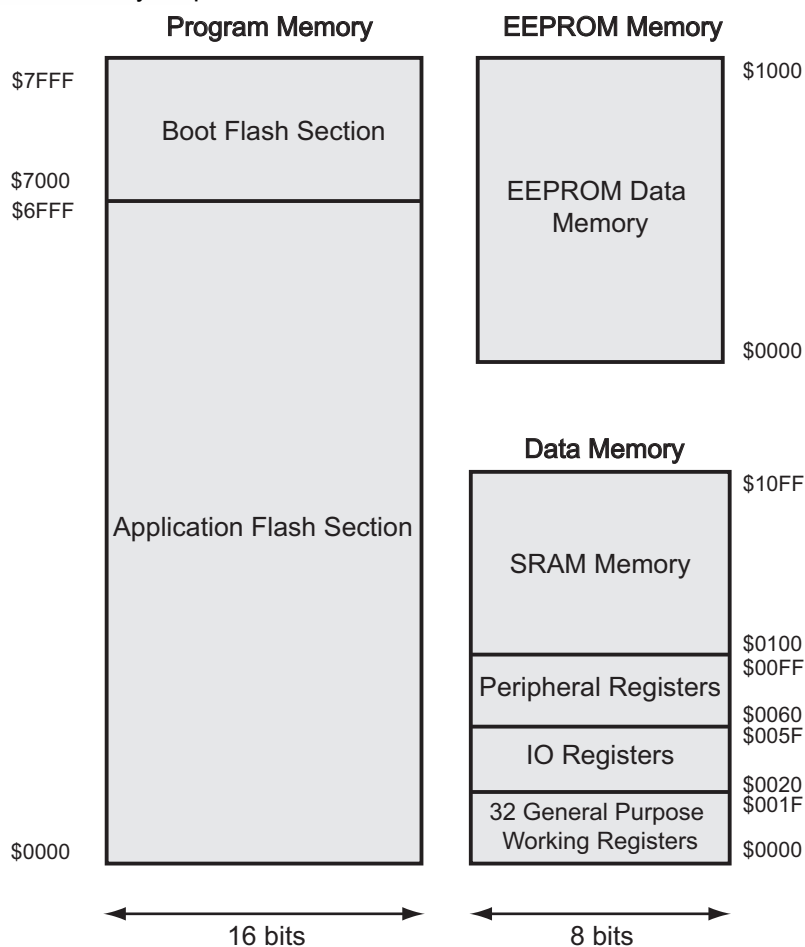 Program Memory
$7FFF
Boot Flash Section
$7000
$6FFF
Application Flash Section
$0000
16 bits
EEPROM Memory
$1000
EEPROM Data
Memory
$0000
Data Memory
$10FF
SRAM Memory
$0100
$00FF
Peripheral Registers
$0060
$005F
IO Registers
$0020
$001F
32 General Purpose
Working Registers
$0000
8 bits